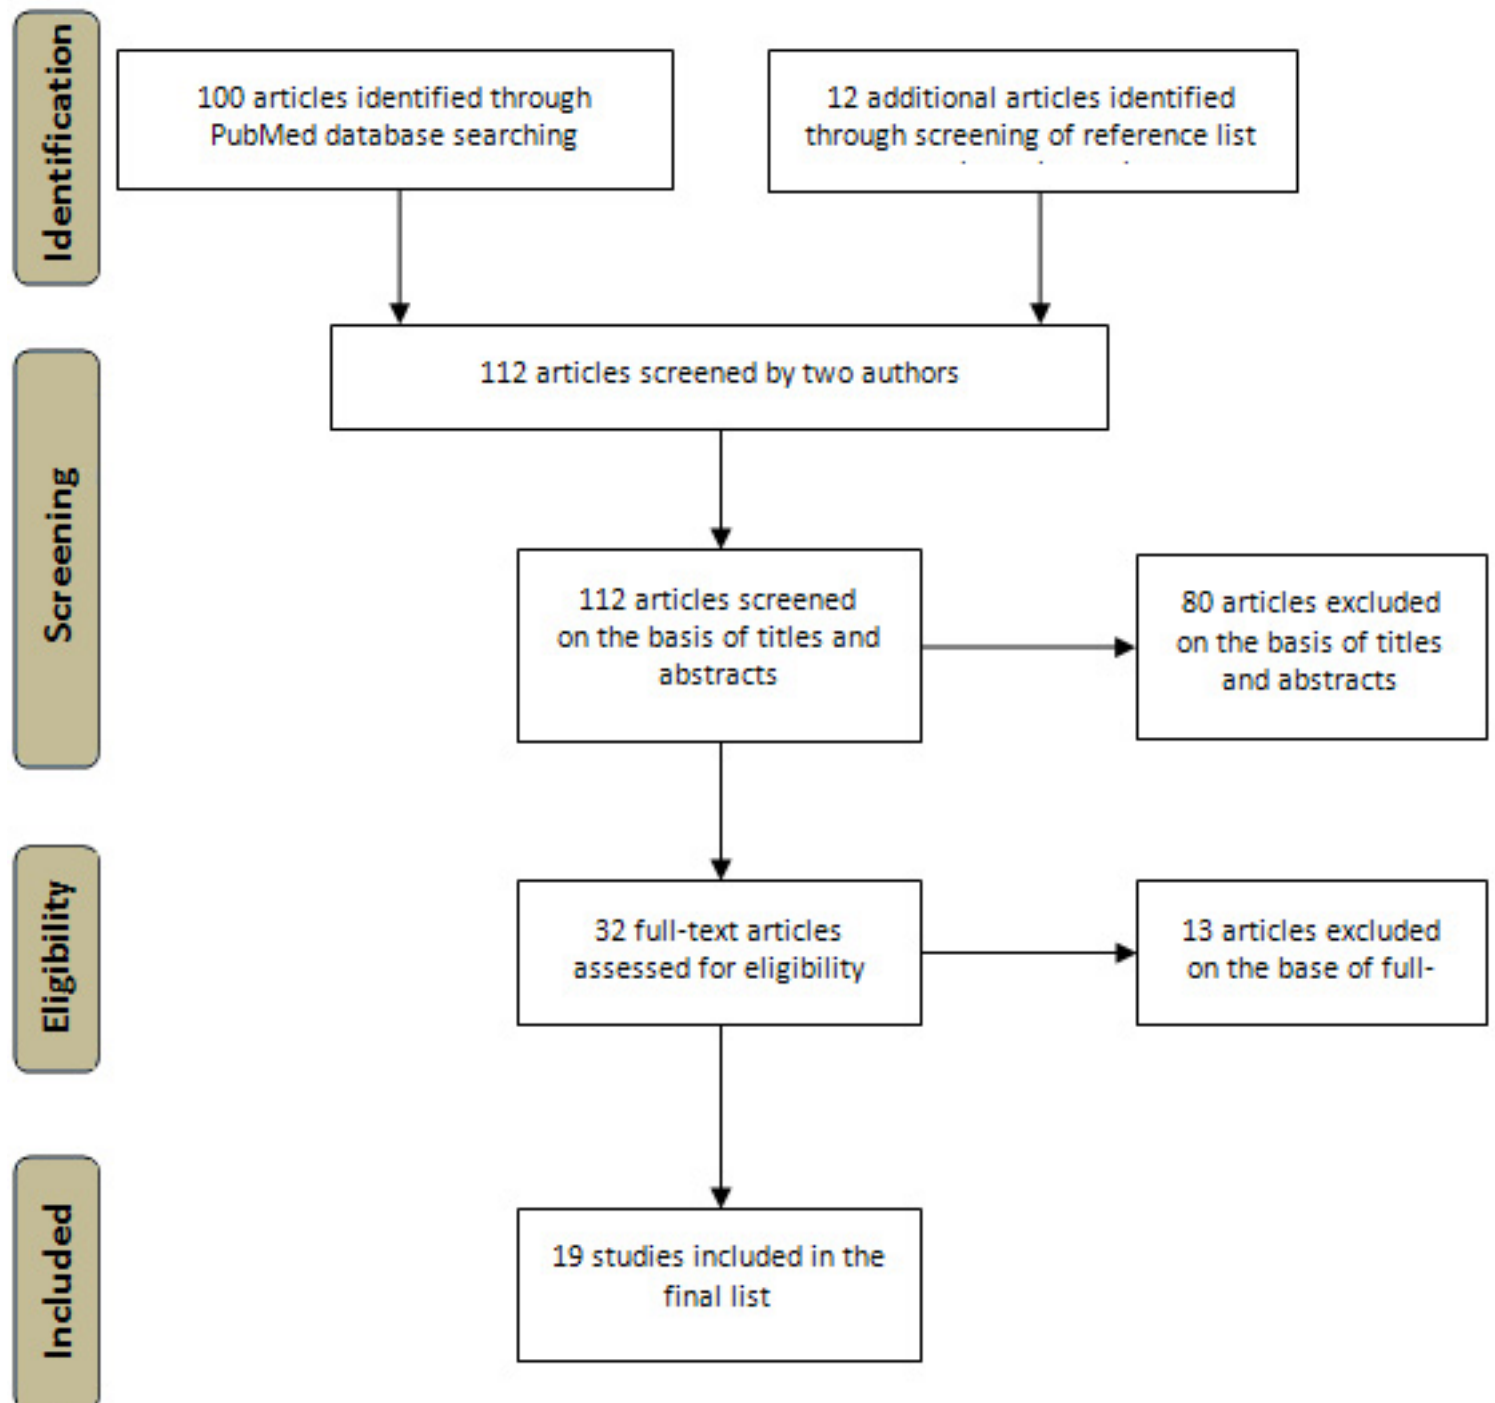 Identification
100 articles identified through
PubMed database searching
12 additional articles identified
through screening of reference list
Screening
112 articles screened by two authors
112 articles screened
on the basis of titles and
abstracts
80 articles excluded
on the basis of titles
and abstracts
Eligibility
32 full-text articles
assessed for eligibility
13 articles excluded
on the base of full-
Included
19 studies included in the
final list